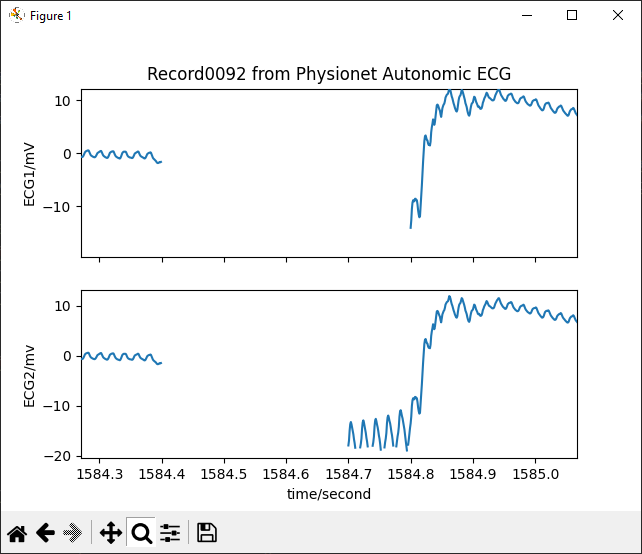 Figure 1
Record0092 from Physionet Autonomic ECG
10
0
−10
ECG1/mV
10
0
−10
−20
ECG2/mv
1584.3 1584.4 1584.5 1584.6 1584.7 1584.8 1584.9 1585.0
time/second